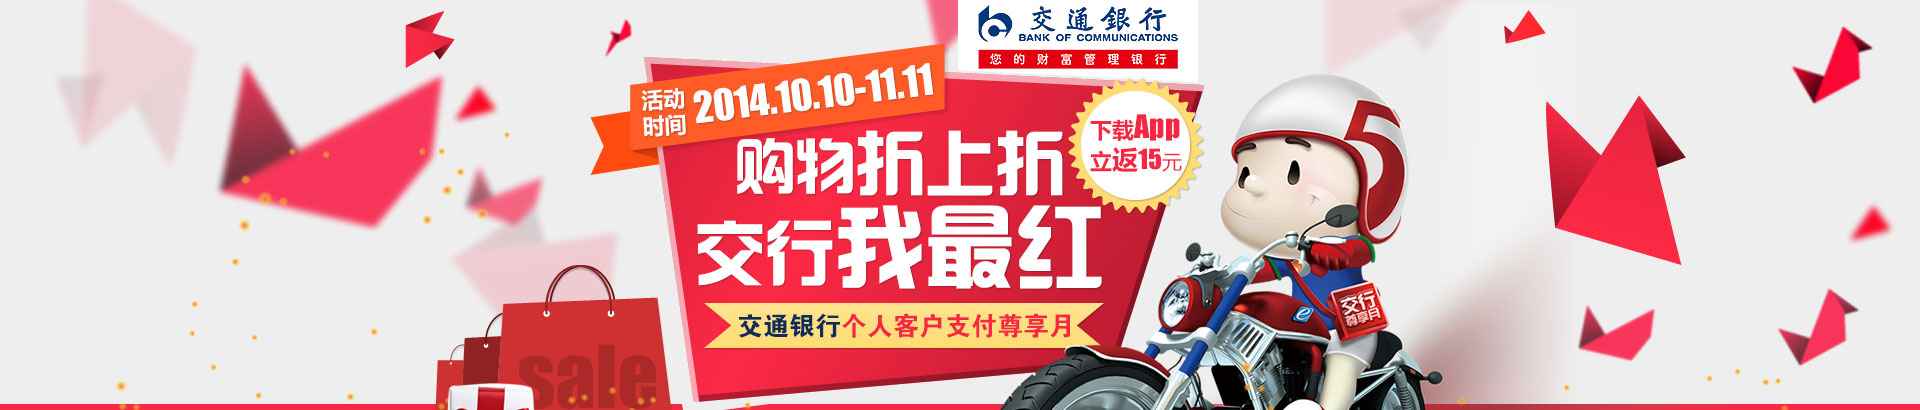 交通銀行
BANK OF COMMUNICATIONS
您的财富管理银行
活动时间
2014.10.10-11.11
购物折上折
交行我最红
下载App
立返15元
交通银行个人客户支付尊享月
5
交行
尊享月
e
sale